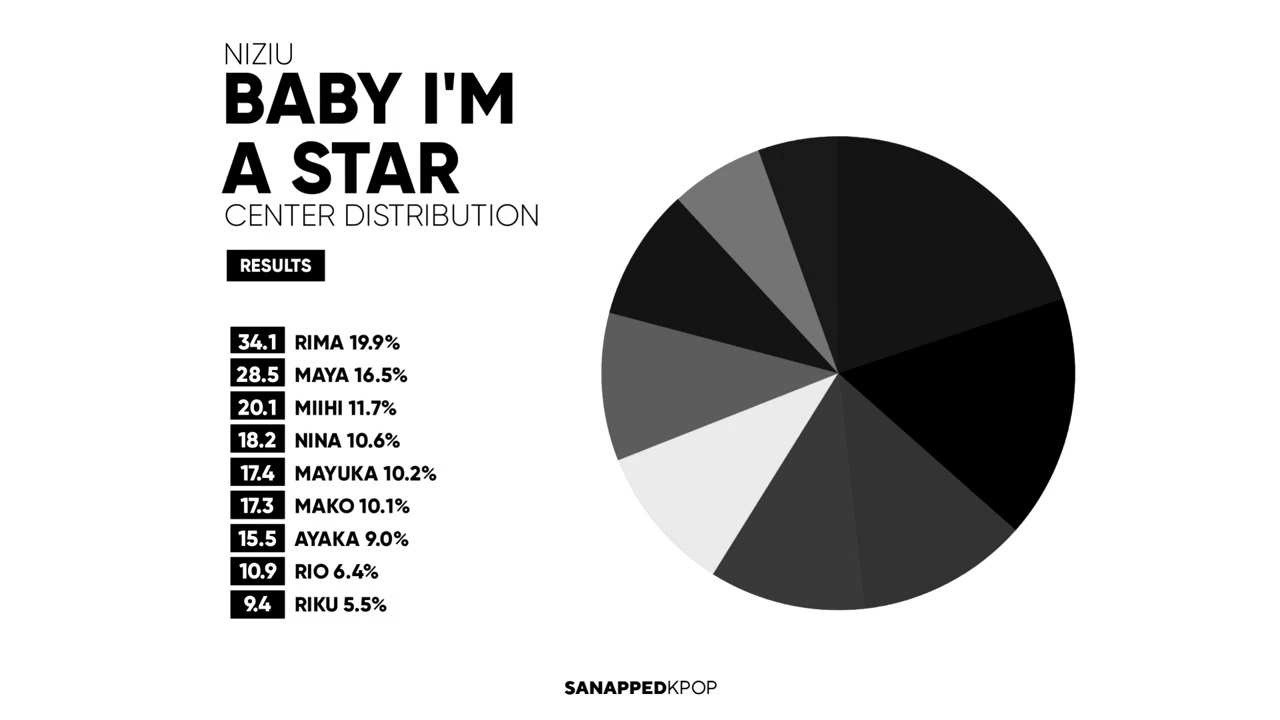 NIZIU
BABY I'M
A STAR
CENTER DISTRIBUTION
RESULTS
34.1 RIMA 19.9%
28.5 MAYA 16.5%
20.1 MIIHI 11.7%
18.2 NINA 10.6%
17.4 MAYUKA 10.2%
17.3 MAKO 10.1%
15.5 AYAKA 9.0%
10.9 RIO 6.4%
9.4 RIKU 5.5%
SANAPPEDKPOP